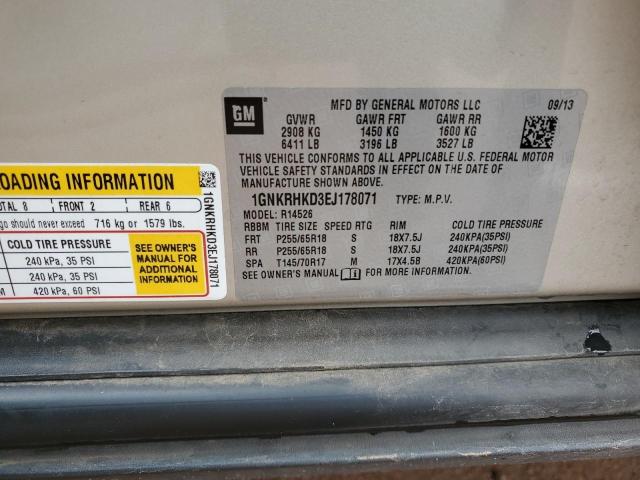 GM
MFD BY GENERAL MOTORS LLC 09/13
GVWR GAWR FRT GAWR RR
2908 KG 1450 KG 1600 KG
6411 LB 3196 LB 3527 LB
THIS VEHICLE CONFORMS TO ALL APPLICABLE U.S. FEDERAL MOTOR
VEHICLE SAFETY STANDARDS IN EFFECT ON THE DATE OF
MANUFACTURE SHOWN ABOVE.
1GNKRHKD3EJ178071 TYPE: M.P.V.
MODEL: R14526
RBBM TIRE SIZE SPEED RTG RIM COLD TIRE PRESSURE
FRT P255/65R18 S 18X7.5J 240KPA(35PSI)
RR P255/65R18 S 18X7.5J 240KPA(35PSI)
SPA T145/70R17 M 17X4.5B 420KPA(60PSI)
SEE OWNER'S MANUAL FOR MORE INFORMATION.
OADING INFORMATION
OTAL 8 FRONT 2 REAR 6
go should never exceed 716 kg or 1579 lbs.
COLD TIRE PRESSURE
240 kPa, 35 PSI
240 kPa, 35 PSI
M 420 kPa, 60 PSI
SEE OWNER'S
MANUAL FOR
ADDITIONAL
INFORMATION
1GNKRHKD3EJ178071